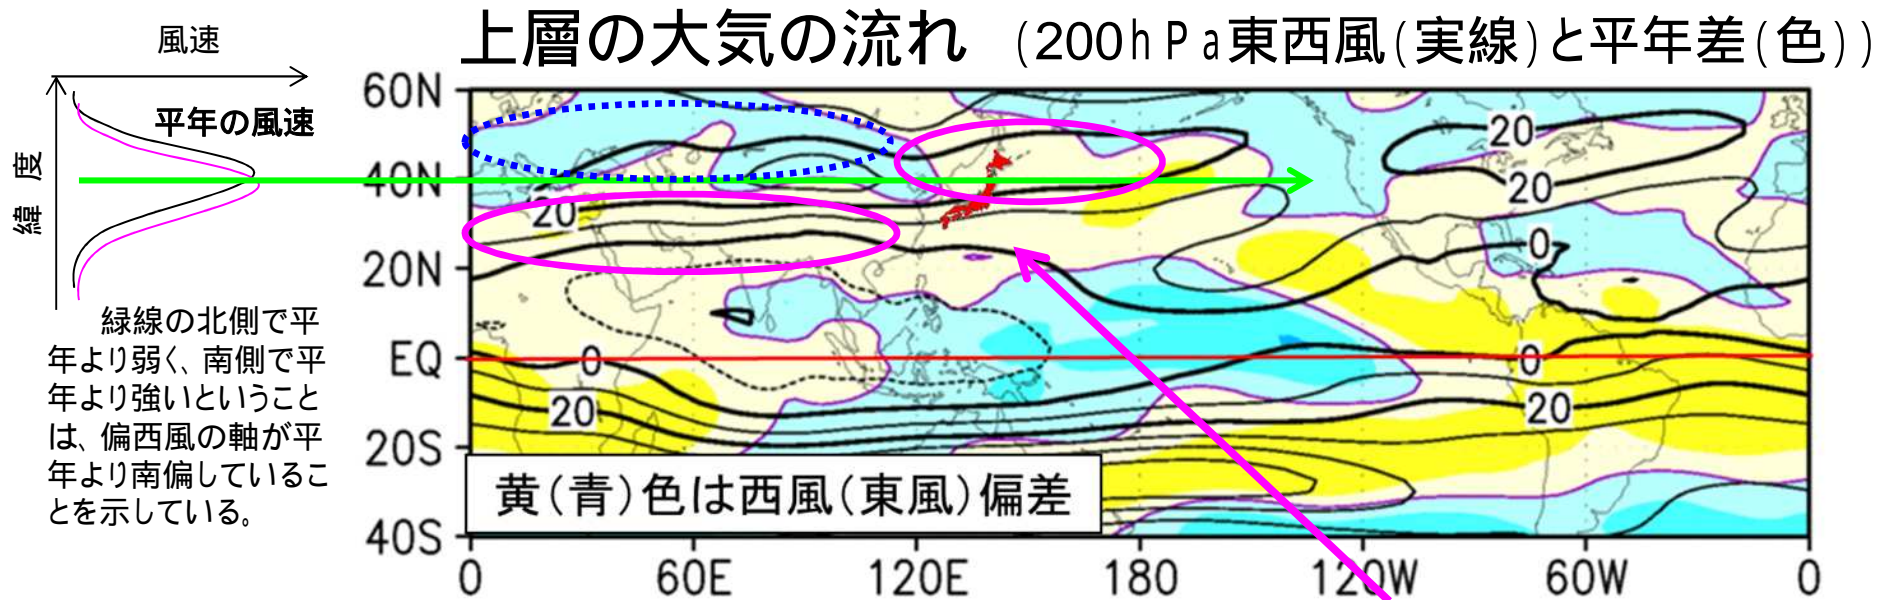 上層の大気の流れ (200hPa東西風(実線)と平年差(色))
風速
平年の風速
緯度
緑線の北側で平
年より弱く、南側で平
年より強いということ
は、偏西風の軸が平
年より南偏しているこ
とを示している。
60N
40N
20N
EQ
20S
40S
20
20
20
0
0
0
20
20
黄(青)色は西風(東風)偏差
0
60E
120E
180
120W
60W
0